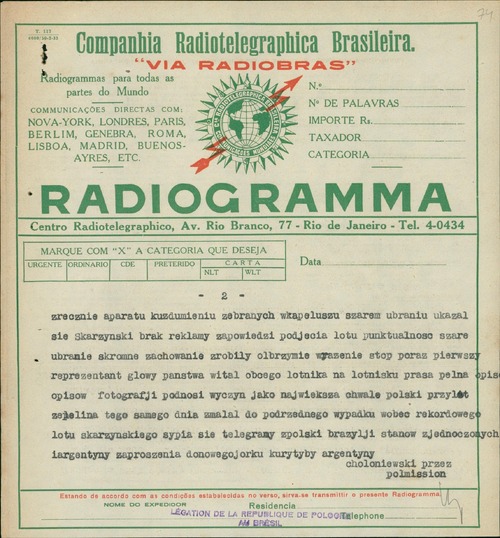 74
T. 117
Companhia Radiotelegraphica Brasileira.
"VIA RADIOBRAS"
Radiogrammas para todas as
partes do Mundo
COMMUNICAÇÕES DIRECTAS COM:
NOVA-YORK, LONDRES, PARIS,
BERLIM, GENEBRA, ROMA,
LISBOA, MADRID, BUENOS-
AYRES, ETC.
N.º
Nº DE PALAVRAS
IMPORTE Rs.
TAXADOR
CATEGORIA
RADIOGRAMMA
Centro Radiotelegraphico, Av. Rio Branco, 77 - Rio de Janeiro - Tel. 4-0434
MARQUE COM "X" A CATEGORIA QUE DESEJA
URGENTE ORDINARIO CDE PRETERIDO CARTA
NLT WLT
Data
- 2
zrecznie aparatu kuzdumieniu zebranych wkapeluszu szarem ubraniu ukazal
sie Skarzynski brak reklamy zapowiedzi podjecia lotu punktualnosc szare
ubranie skromne zachowanie zrobily olbrzymie wrazenie stop poraz pierwszy
reprezentant glowy panstwa wital obcego lotnika na lotnisku prasa pelna opiso
opisow fotografji podnosi wyczyn jako najwieksza chwale polski przylot
zepelina tego samego dnia zmalal do podrzednego wypadku wobec rekordowego
lotu skarzynskiego sypia sie telegramy zpolski brazylji stanow zjednoczonych
iargentyny zaproszenia donowegojorku kurytyby argentyny
choloniewski przez
polmission
Estando de accordo com as condições estabelecidas no verso, sirva-se transmittir o presente Radiogramma
NOME DO EXPEDIDOR Residencia
LÉGATION DE LA REPUBLIQUE DE POLOGNE Telephone
AU BRÉSIL